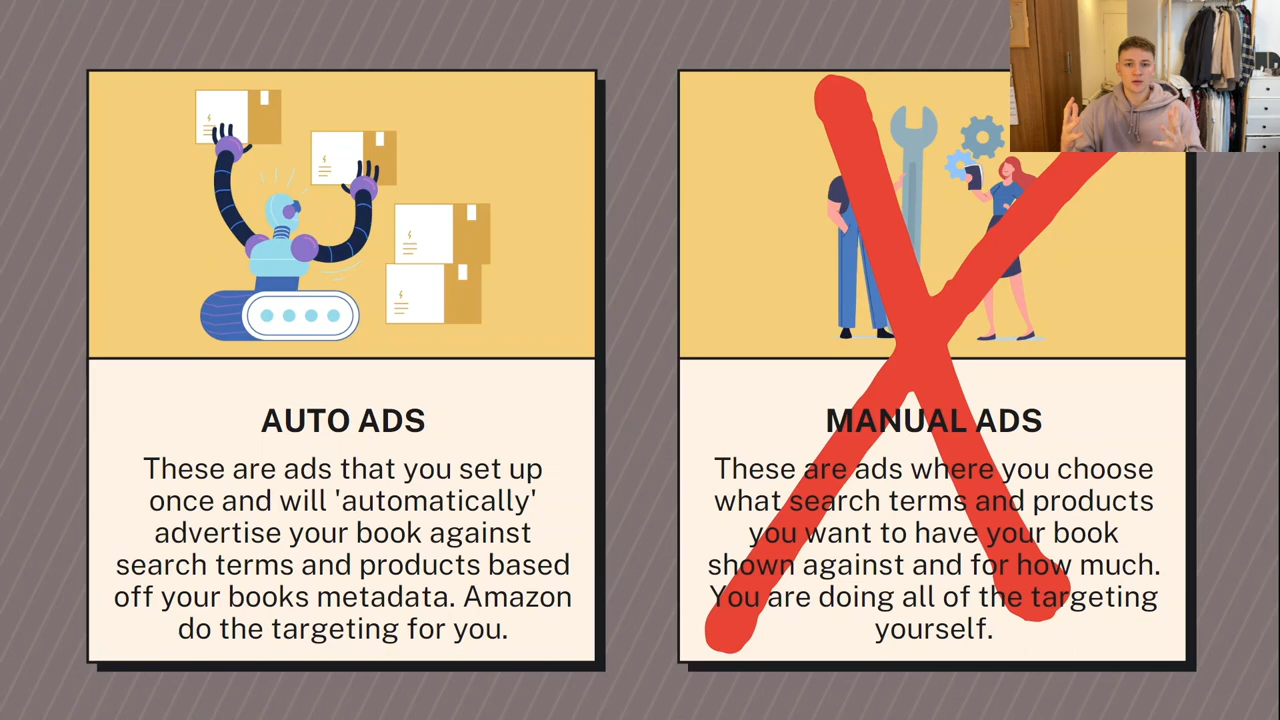 AUTO ADS
These are ads that you set up
once and will 'automatically'
advertise your book against
search terms and products based
off your books metadata. Amazon
do the targeting for you.
MANUAL ADS
These are ads where you choose
what search terms and products
you want to have your book
shown against and for how much.
You are doing all of the targeting
yourself.